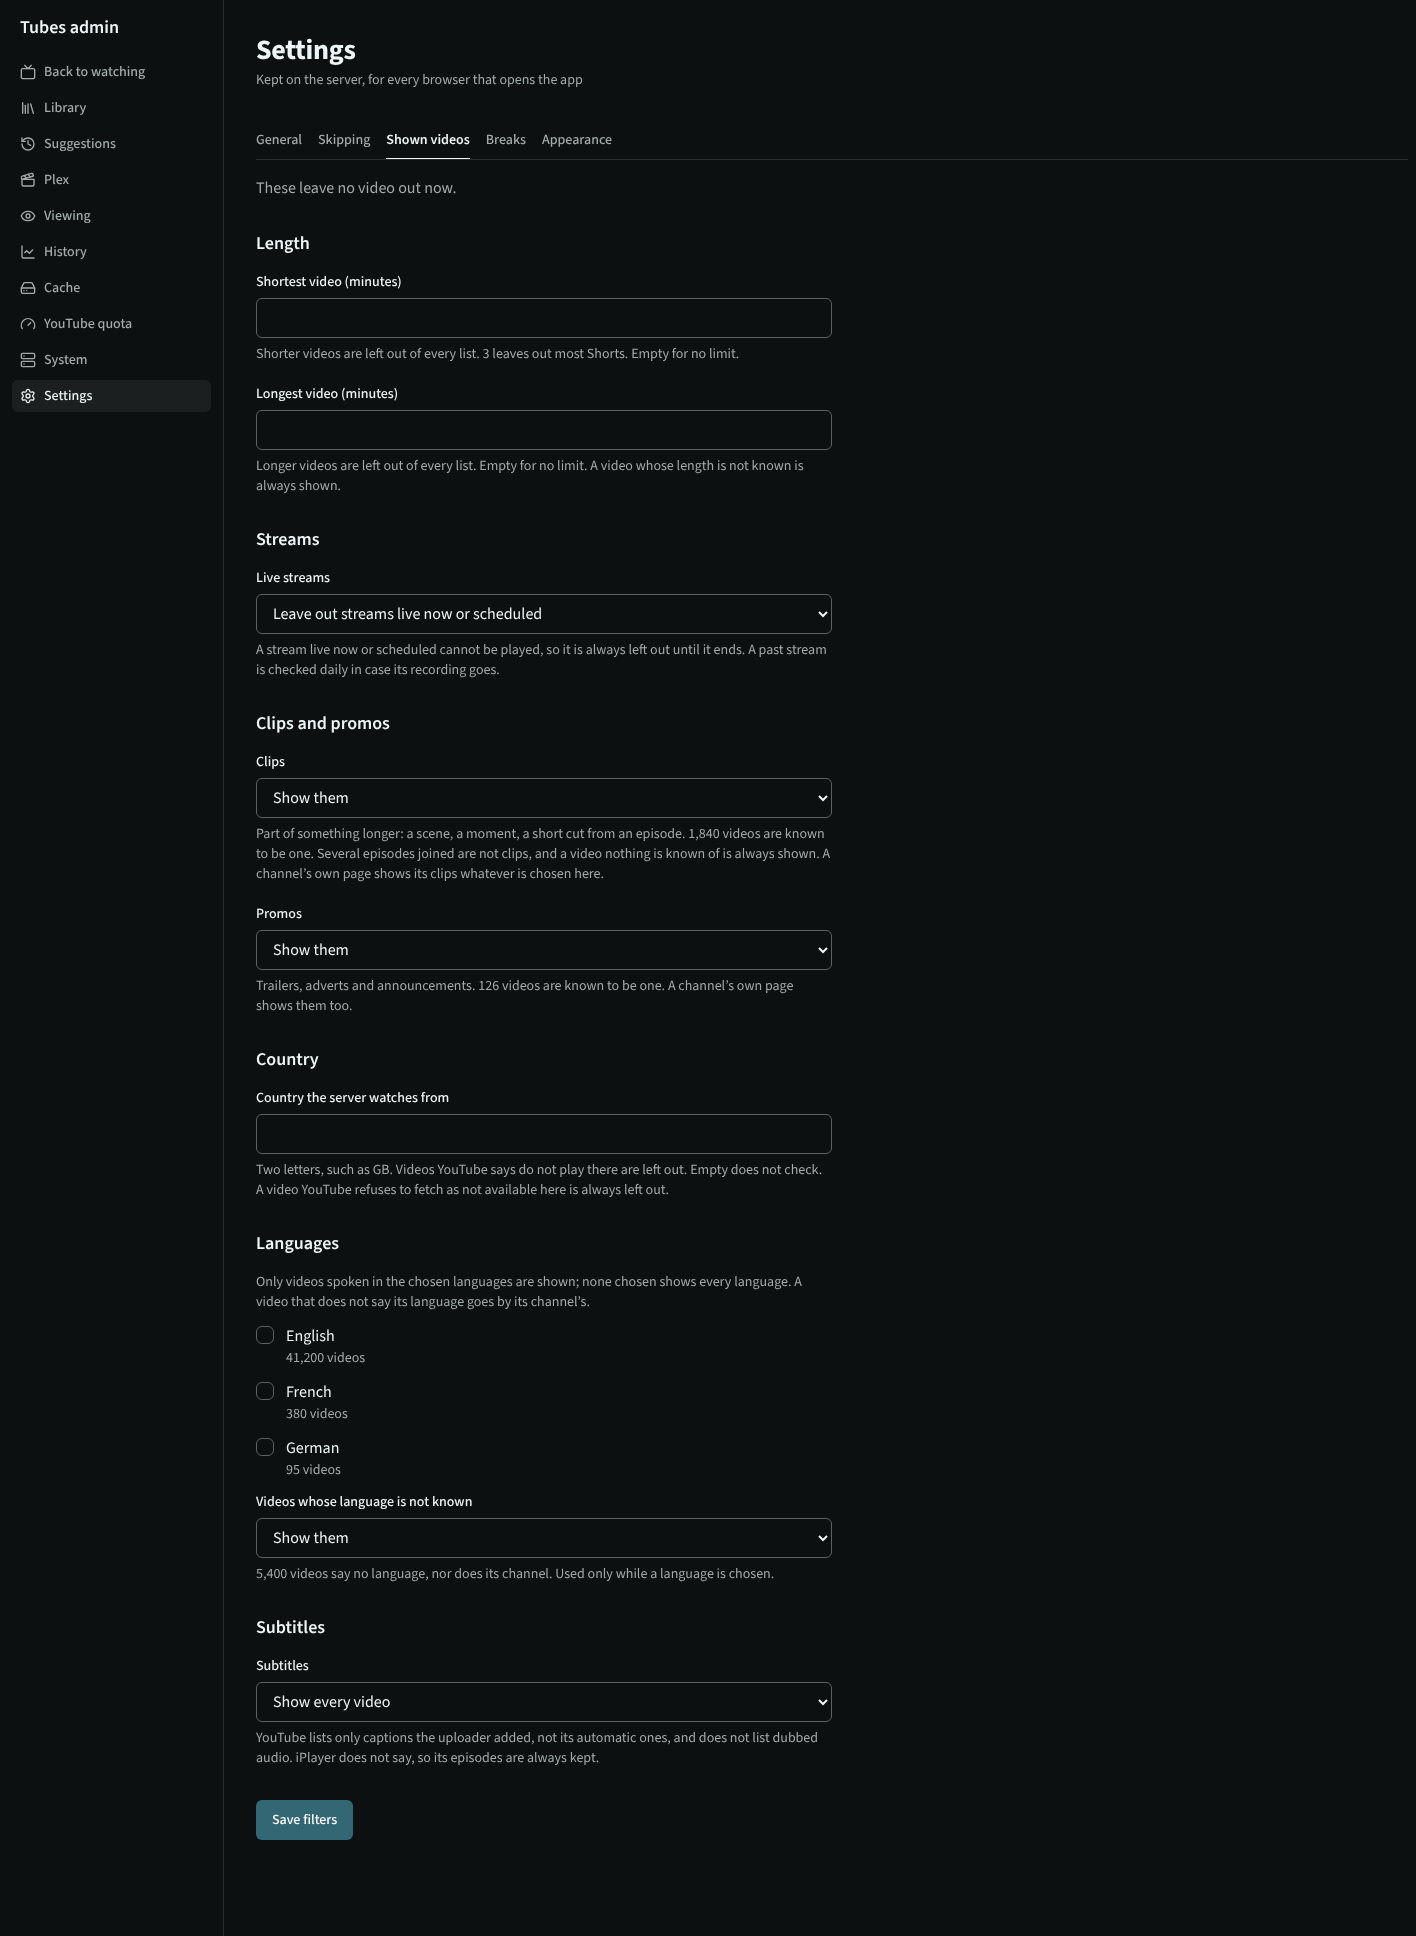 Tubes admin
Back to watching
Library
Suggestions
Plex
Viewing
History
Cache
YouTube quota
System
Settings
Settings
Kept on the server, for every browser that opens the app
General Skipping Shown videos Breaks Appearance
These leave no video out now.
Length
Shortest video (minutes)
Shorter videos are left out of every list. 3 leaves out most Shorts. Empty for no limit.
Longest video (minutes)
Longer videos are left out of every list. Empty for no limit. A video whose length is not known is
always shown.
Streams
Live streams
Leave out streams live now or scheduled
A stream live now or scheduled cannot be played, so it is always left out until it ends. A past stream
is checked daily in case its recording goes.
Clips and promos
Clips
Show them
Part of something longer: a scene, a moment, a short cut from an episode. 1,840 videos are known
to be one. Several episodes joined are not clips, and a video nothing is known of is always shown. A
channel’s own page shows its clips whatever is chosen here.
Promos
Show them
Trailers, adverts and announcements. 126 videos are known to be one. A channel’s own page
shows them too.
Country
Country the server watches from
Two letters, such as GB. Videos YouTube says do not play there are left out. Empty does not check.
A video YouTube refuses to fetch as not available here is always left out.
Languages
Only videos spoken in the chosen languages are shown; none chosen shows every language. A
video that does not say its language goes by its channel’s.
English
41,200 videos
French
380 videos
German
95 videos
Videos whose language is not known
Show them
5,400 videos say no language, nor does its channel. Used only while a language is chosen.
Subtitles
Subtitles
Show every video
YouTube lists only captions the uploader added, not its automatic ones, and does not list dubbed
audio. iPlayer does not say, so its episodes are always kept.
Save filters